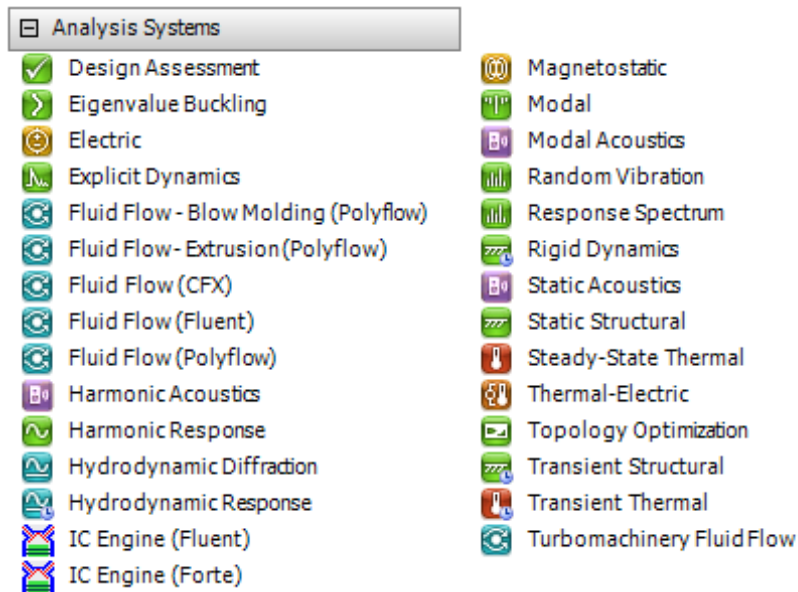 Analysis Systems
Design Assessment
Eigenvalue Buckling
Electric
Explicit Dynamics
Fluid Flow - Blow Molding (Polyflow)
Fluid Flow - Extrusion (Polyflow)
Fluid Flow (CFX)
Fluid Flow (Fluent)
Fluid Flow (Polyflow)
Harmonic Acoustics
Harmonic Response
Hydrodynamic Diffraction
Hydrodynamic Response
IC Engine (Fluent)
IC Engine (Forte)
Magnetostatic
Modal
Modal Acoustics
Random Vibration
Response Spectrum
Rigid Dynamics
Static Acoustics
Static Structural
Steady-State Thermal
Thermal-Electric
Topology Optimization
Transient Structural
Transient Thermal
Turbomachinery Fluid Flow